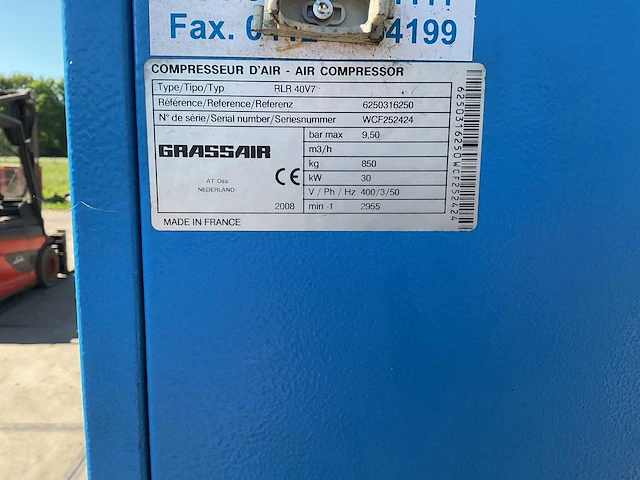 Fax. 4199
COMPRESSEUR D'AIR - AIR COMPRESSOR
Type/Tipo/Typ RLR 40V7
Référence/Reference/Referenz 6250316250
N° de série/Serial number/Seriesnummer WCF252424
GRASSAIR
AT Oss
NEDERLAND
CE
2008
bar max 9,50
m3/h
kg 850
kW 30
V / Ph / Hz 400/3/50
min -1 2955
MADE IN FRANCE
6250316250WCF252424